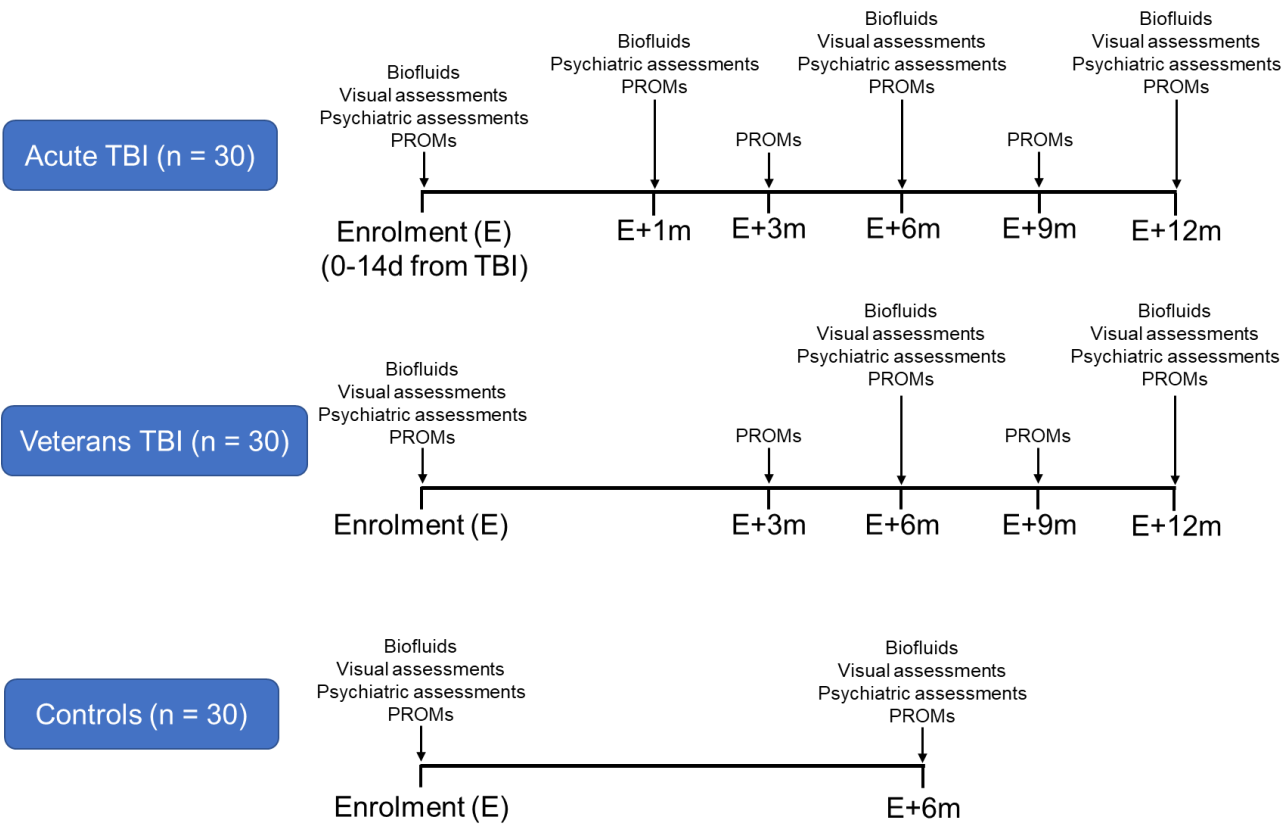 Acute TBI (n = 30)
Biofluids
Visual assessments
Psychiatric assessments
PROMs
Biofluids
Psychiatric assessments
PROMs
PROMs
Biofluids
Visual assessments
Psychiatric assessments
PROMs
PROMs
Biofluids
Visual assessments
Psychiatric assessments
PROMs
Enrolment (E)
(0-14d from TBI)
E+1m
E+3m
E+6m
E+9m
E+12m
Veterans TBI (n = 30)
Biofluids
Visual assessments
Psychiatric assessments
PROMs
PROMs
Biofluids
Visual assessments
Psychiatric assessments
PROMs
PROMs
Biofluids
Visual assessments
Psychiatric assessments
PROMs
Enrolment (E)
E+3m
E+6m
E+9m
E+12m
Controls (n = 30)
Biofluids
Visual assessments
Psychiatric assessments
PROMs
Biofluids
Visual assessments
Psychiatric assessments
PROMs
Enrolment (E)
E+6m